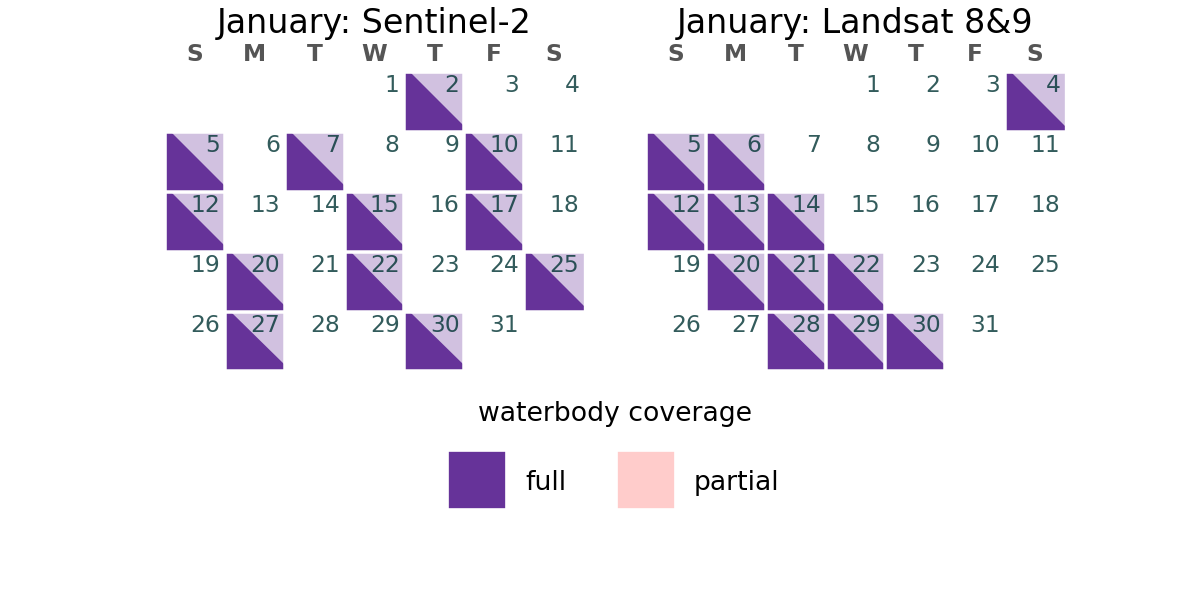 January: Sentinel-2
S M T W T F S
1 2 3 4
5 6 7 8 9 10 11
12 13 14 15 16 17 18
19 20 21 22 23 24 25
26 27 28 29 30 31
January: Landsat 8&9
S M T W T F S
1 2 3 4
5 6 7 8 9 10 11
12 13 14 15 16 17 18
19 20 21 22 23 24 25
26 27 28 29 30 31
waterbody coverage
full
partial